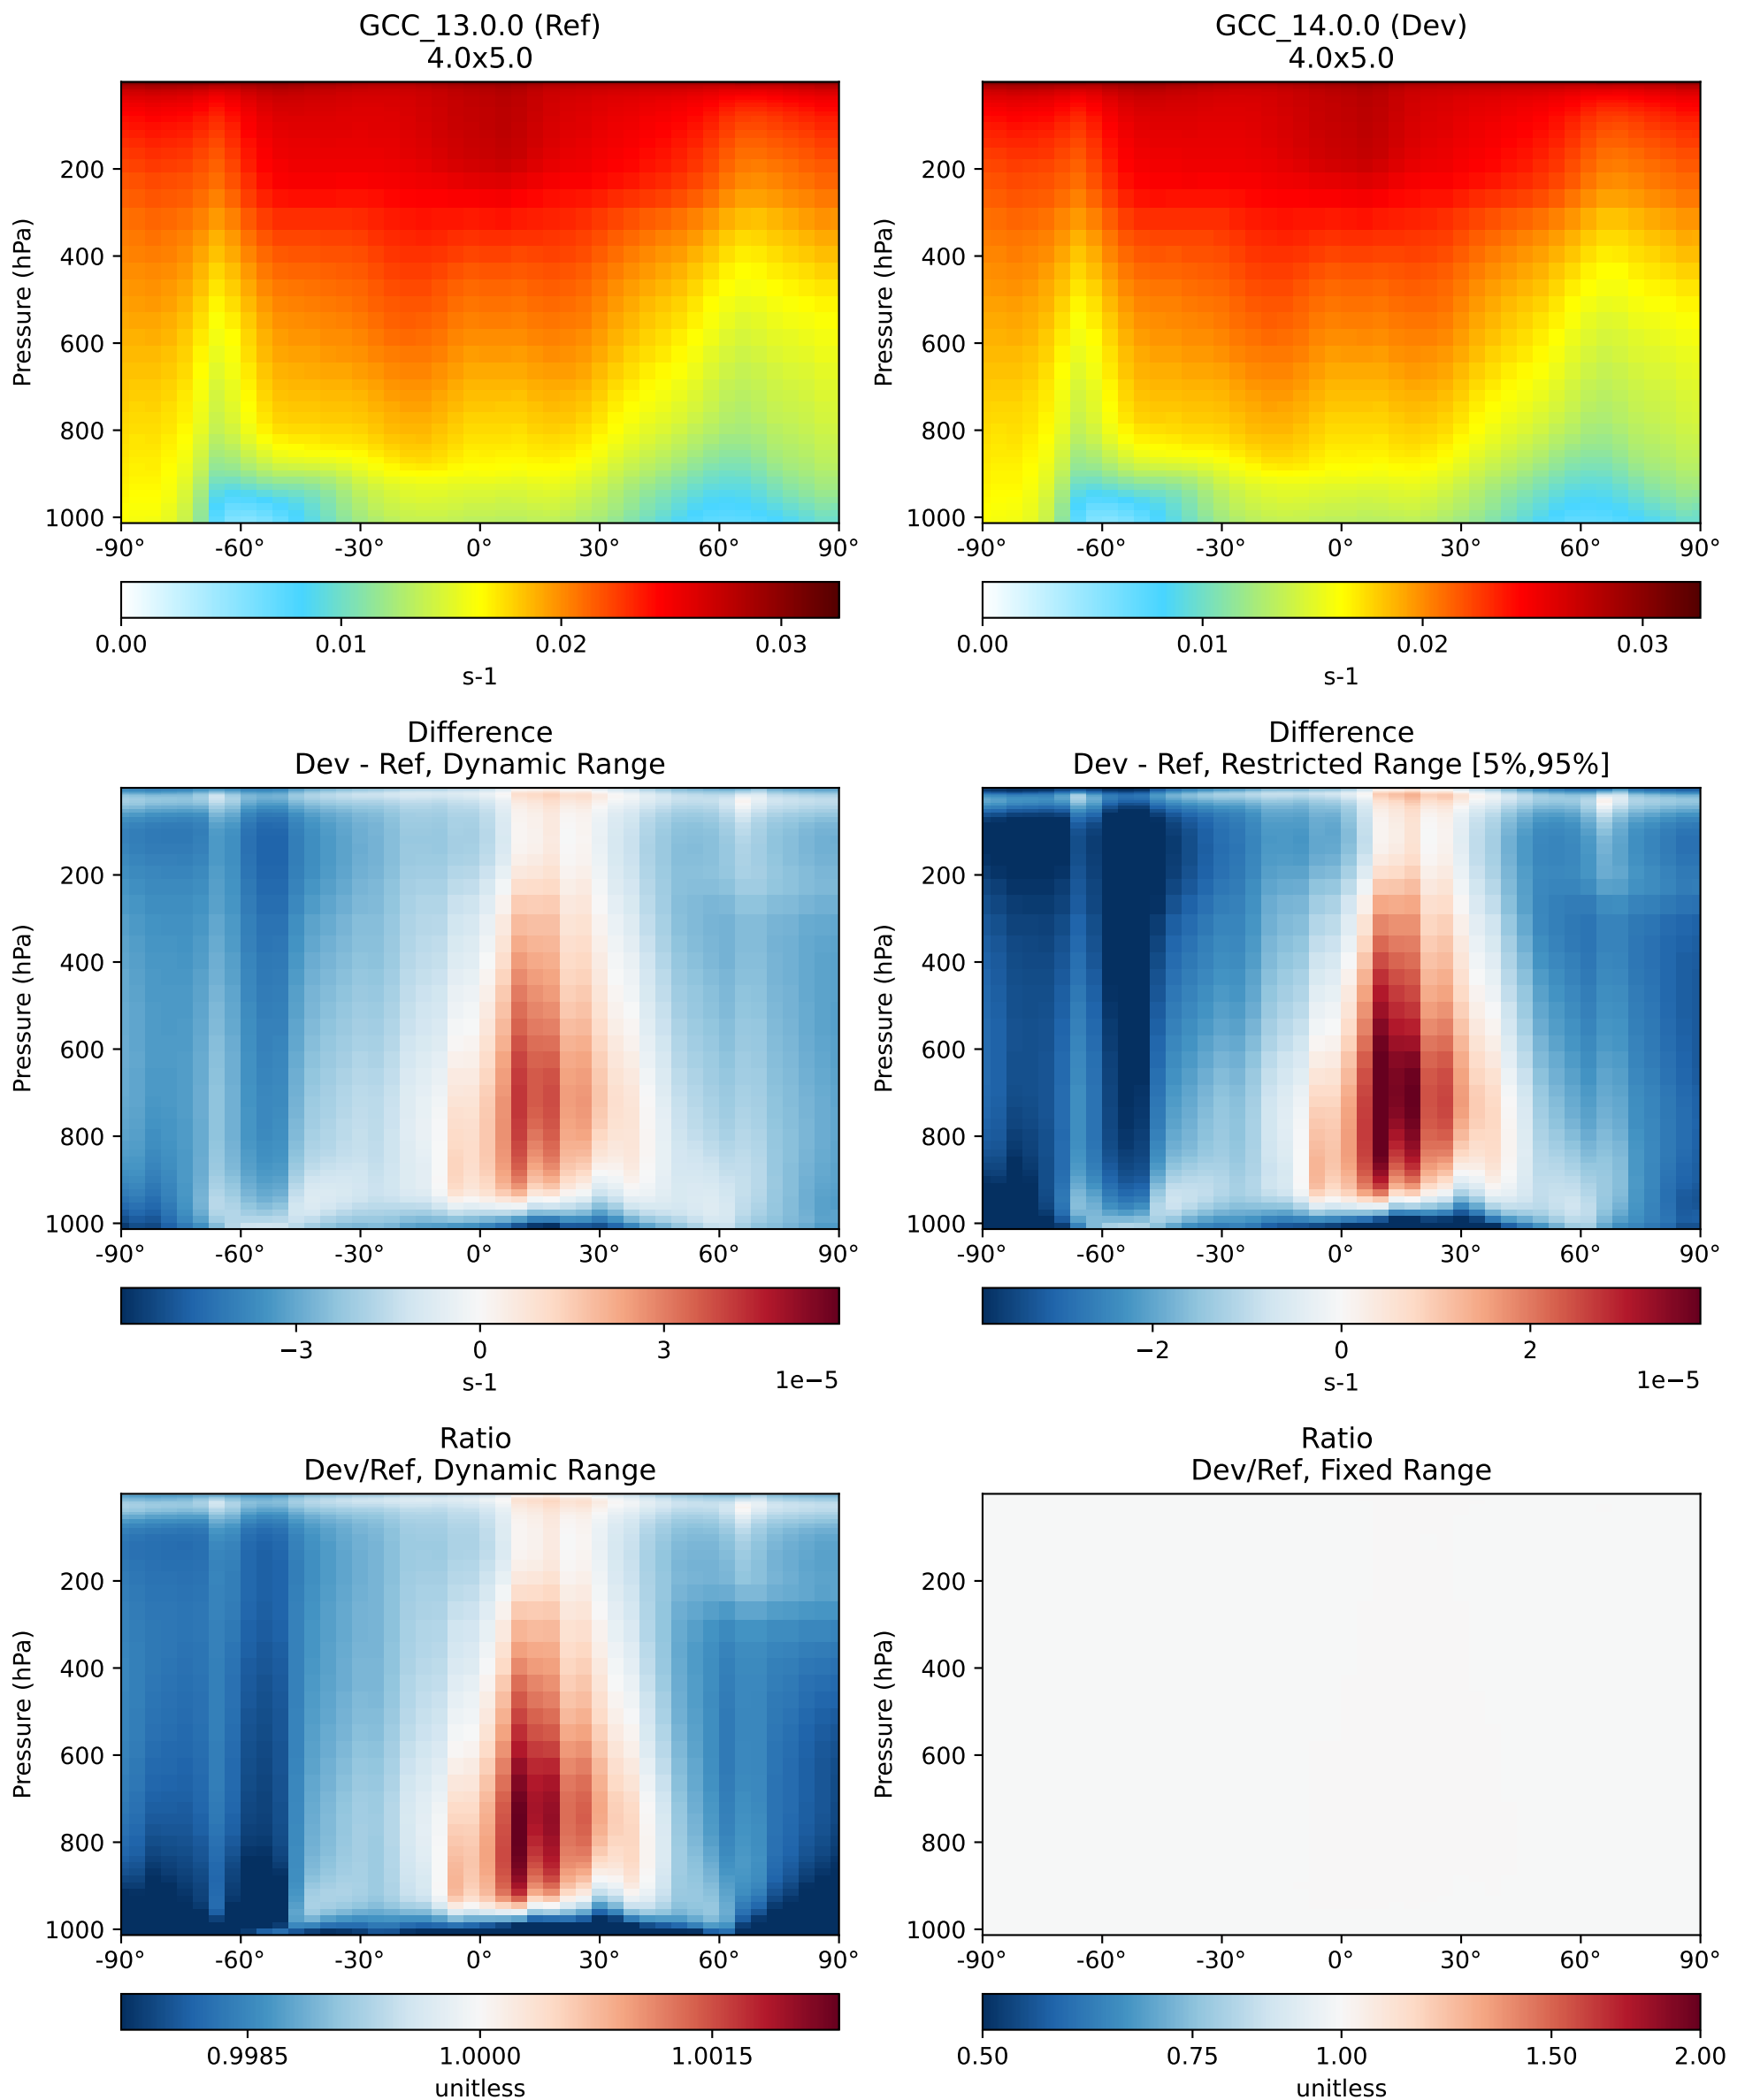 GCC_13.0.0 (Ref)
4.0x5.0
GCC_14.0.0 (Dev)
4.0x5.0
Pressure (hPa)
200
400
600
800
1000
-90° -60° -30° 0° 30° 60° 90°
0.00 0.01 0.02 0.03
s-1
Pressure (hPa)
200
400
600
800
1000
-90° -60° -30° 0° 30° 60° 90°
0.00 0.01 0.02 0.03
s-1
Difference
Dev - Ref, Dynamic Range
Pressure (hPa)
200
400
600
800
1000
-90° -60° -30° 0° 30° 60° 90°
−3 0 3
s-1
1e−5
Difference
Dev - Ref, Restricted Range [5%,95%]
Pressure (hPa)
200
400
600
800
1000
-90° -60° -30° 0° 30° 60° 90°
−2 0 2
s-1
1e−5
Ratio
Dev/Ref, Dynamic Range
Pressure (hPa)
200
400
600
800
1000
-90° -60° -30° 0° 30° 60° 90°
0.9985 1.0000 1.0015
unitless
Ratio
Dev/Ref, Fixed Range
Pressure (hPa)
200
400
600
800
1000
-90° -60° -30° 0° 30° 60° 90°
0.50 0.75 1.00 1.50 2.00
unitless